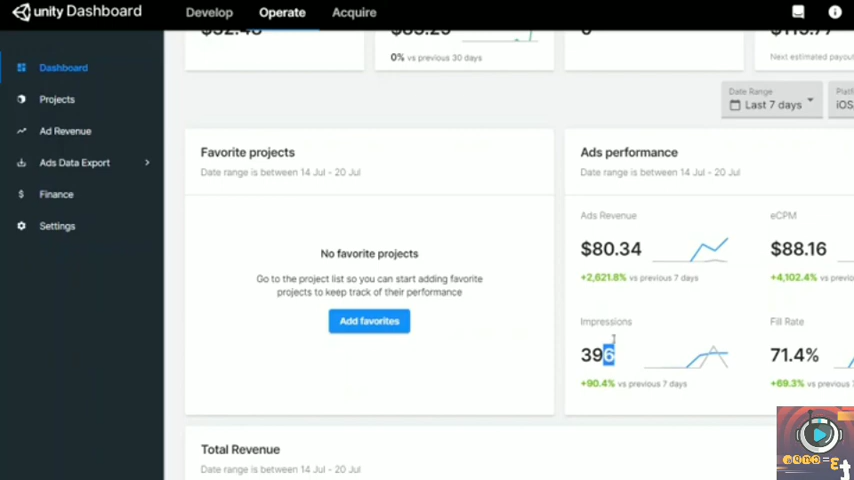 unity Dashboard
Develop
Operate
Acquire
Dashboard
Projects
Ad Revenue
Ads Data Export
Finance
Settings
0% vs previous 30 days
Next estimated payou
Date Range
Last 7 days
Platf
iOS
Favorite projects
Date range is between 14 Jul - 20 Jul
No favorite projects
Go to the project list so you can start adding favorite
projects to keep track of their performance
Add favorites
Ads performance
Date range is between 14 Jul - 20 Jul
Ads Revenue
$80.34
+2,621.8% vs previous 7 days
eCPM
$88.16
+4,102.4% vs previous
Impressions
396
+90.4% vs previous 7 days
Fill Rate
71.4%
+69.3% vs previous 7
Total Revenue
Date range is between 14 Jul - 20 Jul